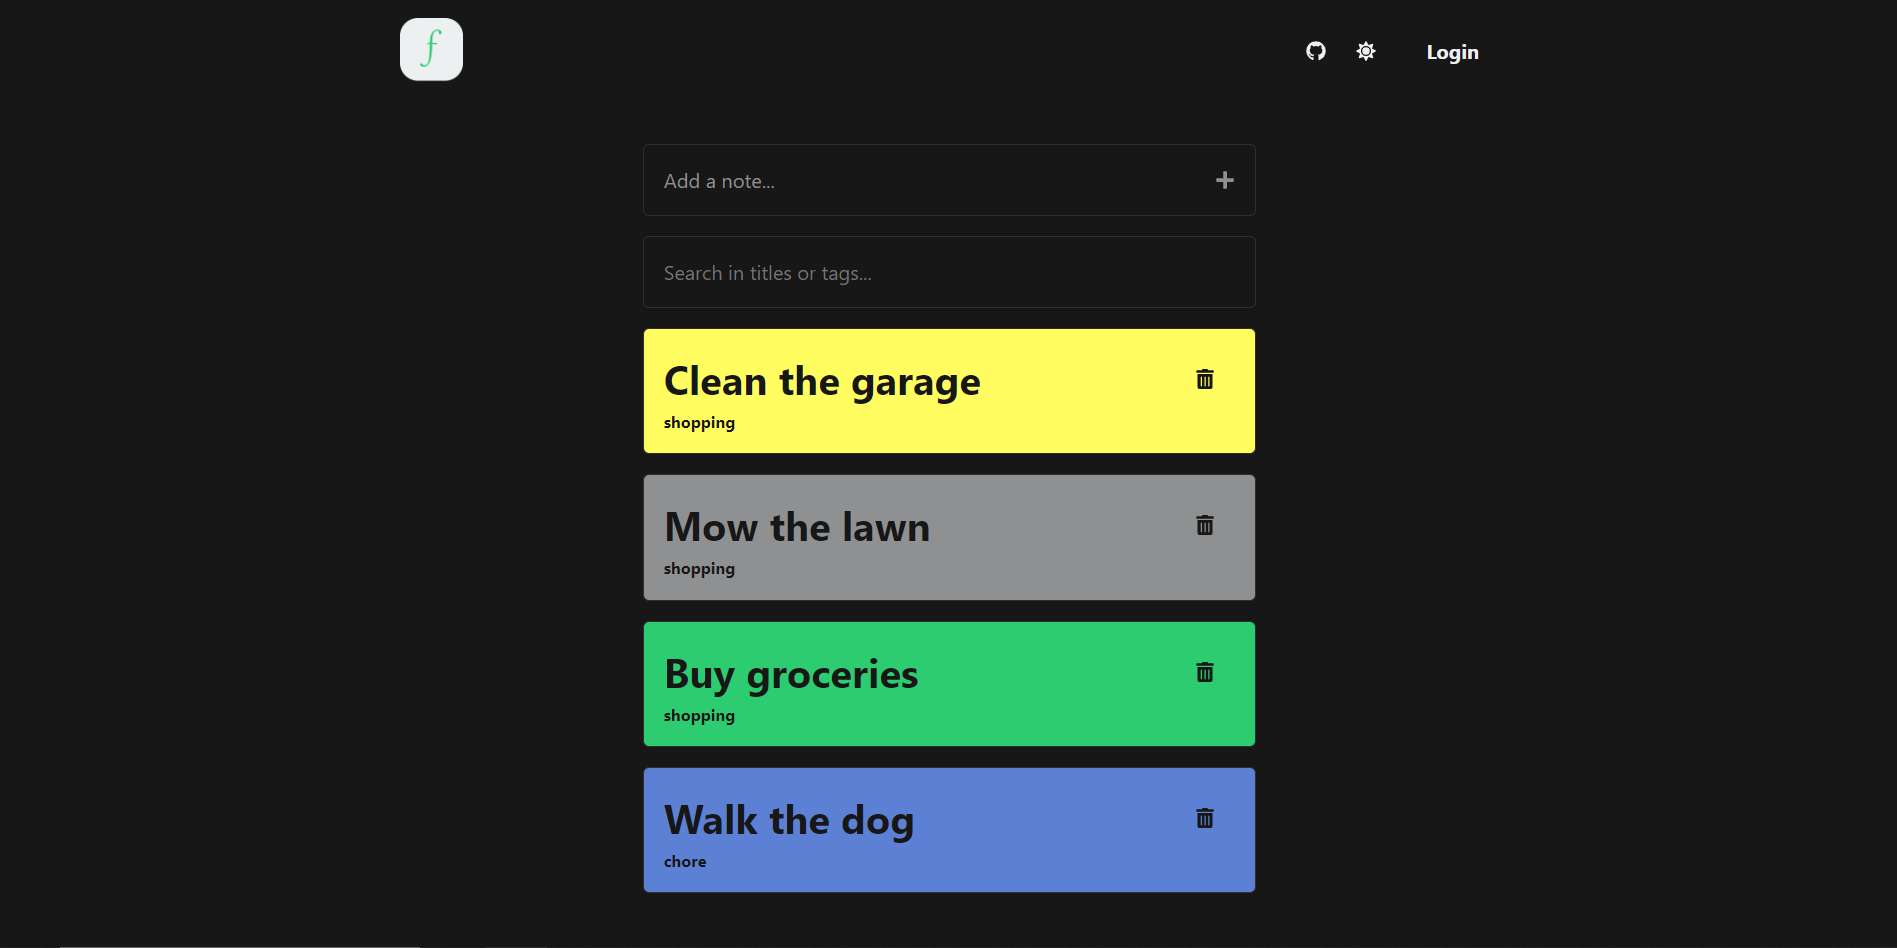 f
Login
Add a note...
Search in titles or tags...
Clean the garage
shopping
Mow the lawn
shopping
Buy groceries
shopping
Walk the dog
chore